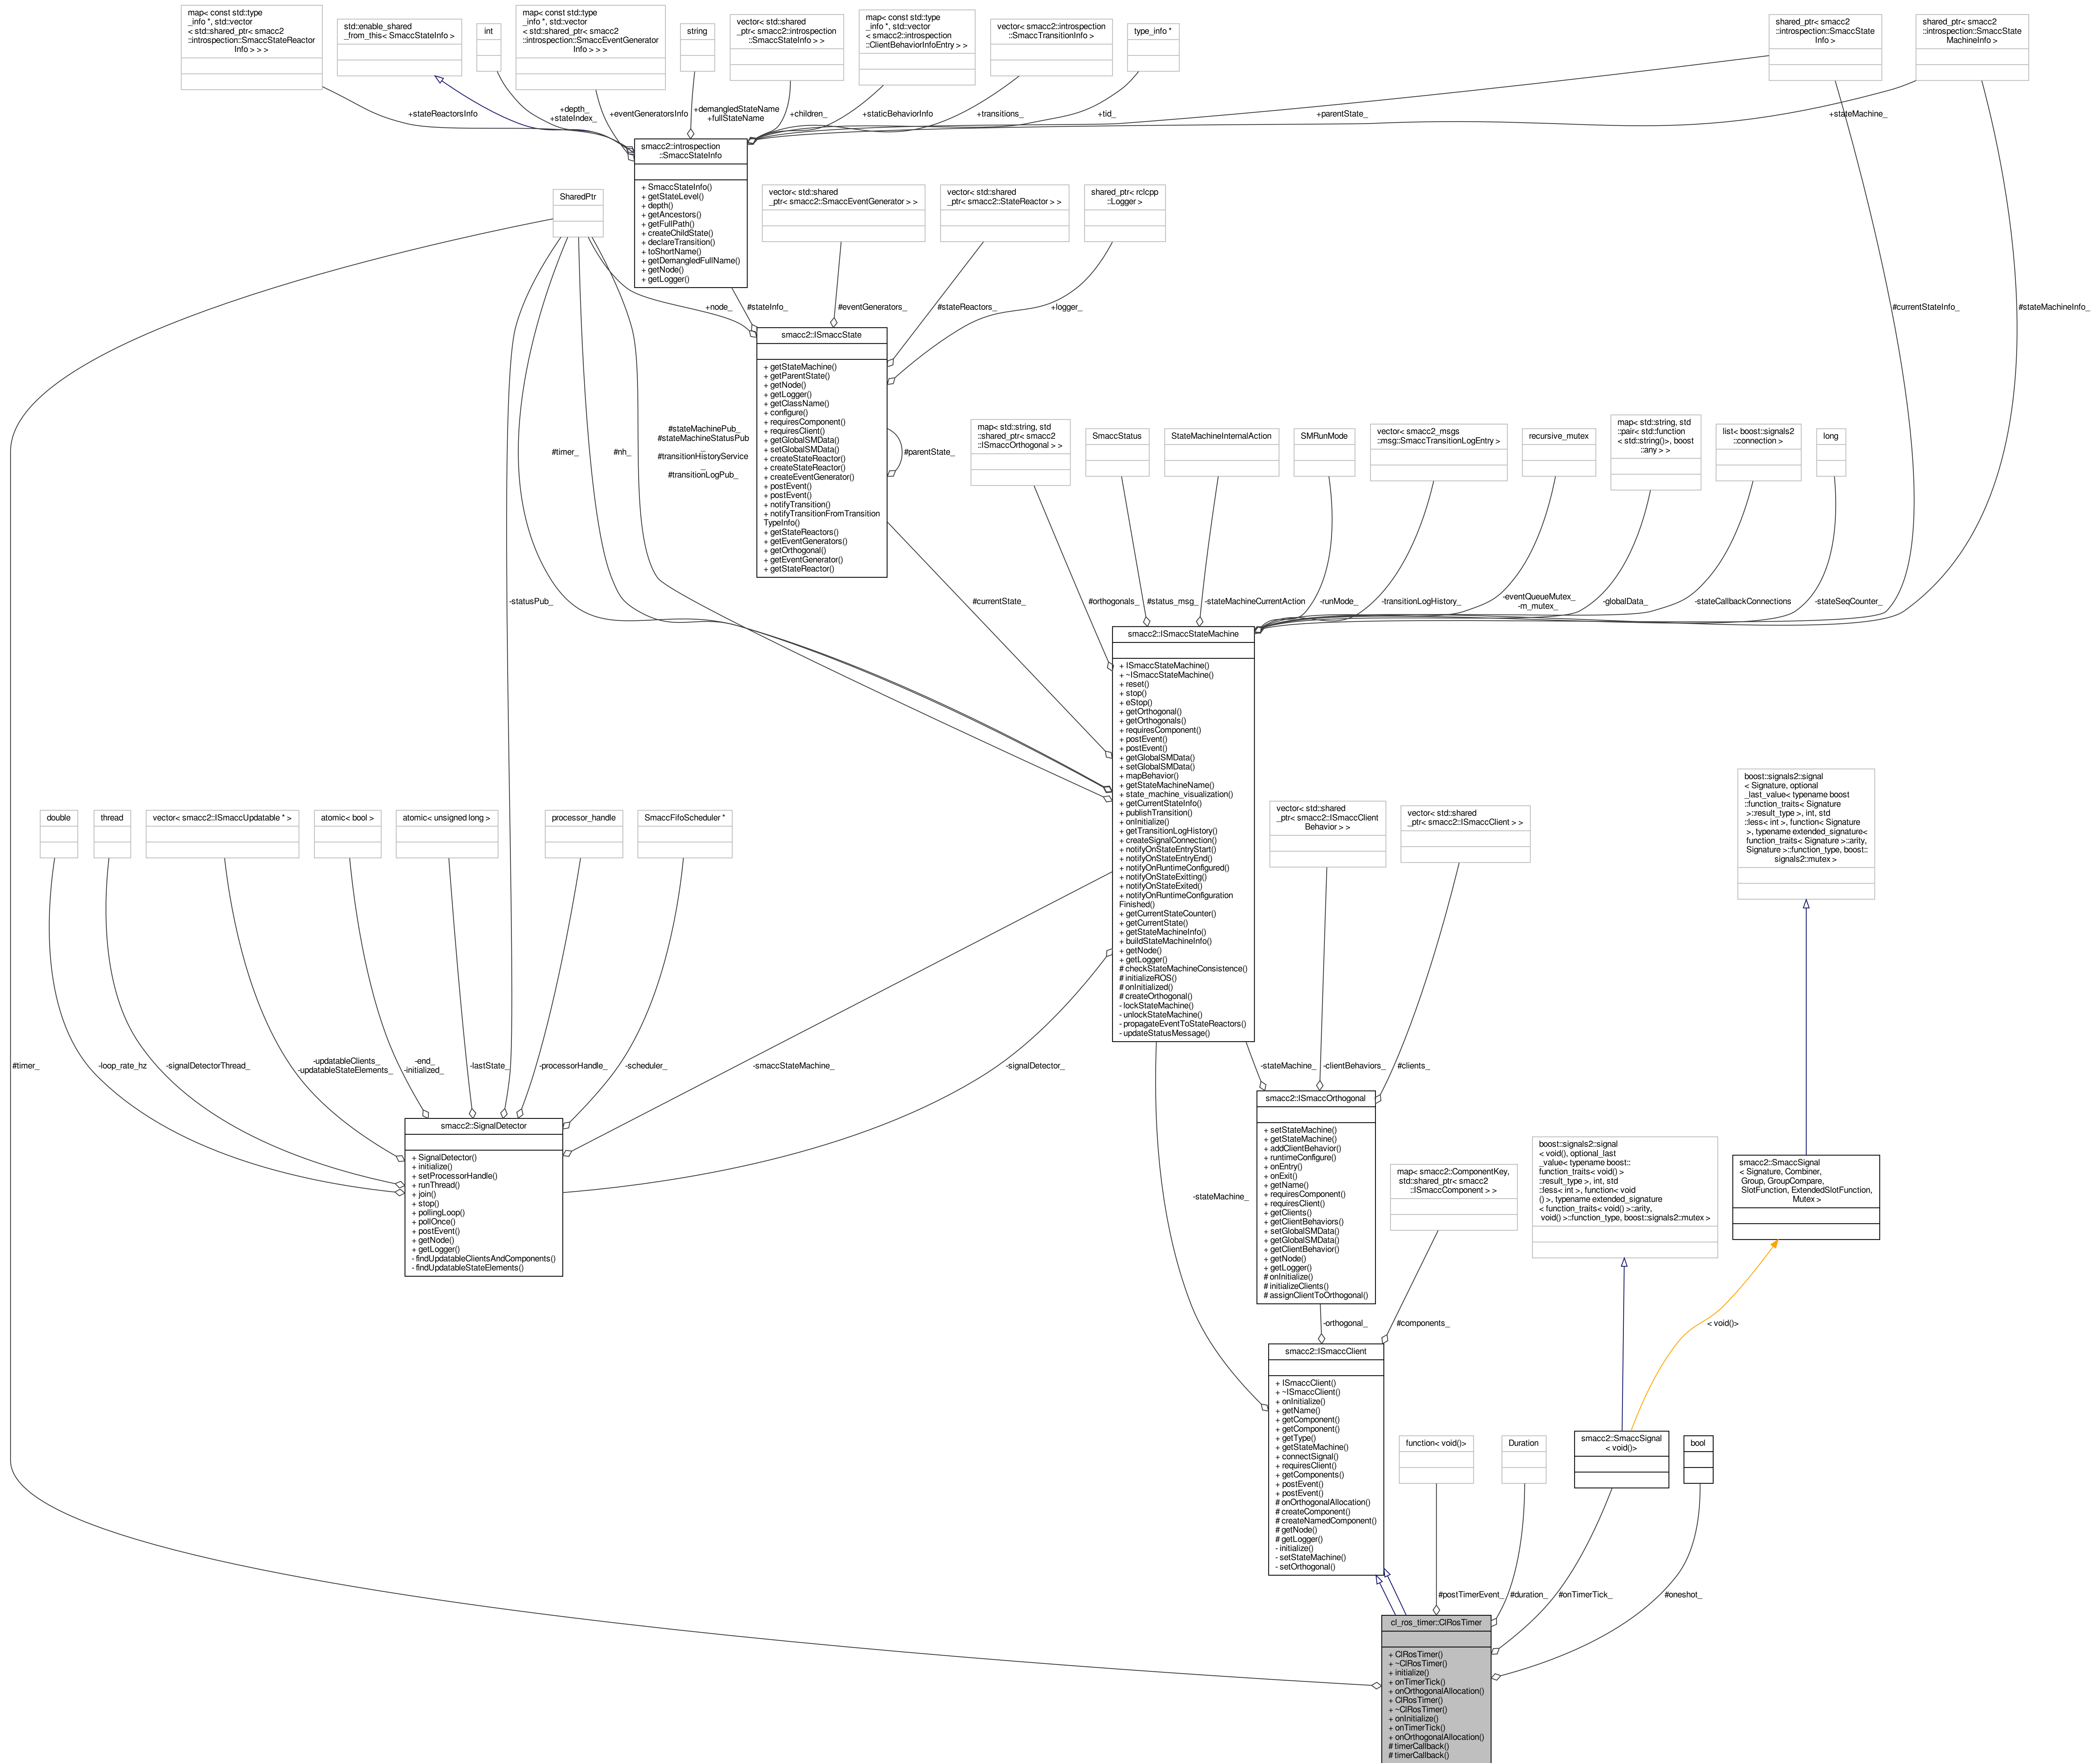 map< const std::type
_info *, std::vector
< std::shared_ptr< smacc2
::introspection::SmaccStateReactor
Info > > >
std::enable_shared
_from_this< SmaccStateInfo >
int
map< const std::type
_info *, std::vector
< std::shared_ptr< smacc2
::introspection::SmaccEventGenerator
Info > > >
string
vector< std::shared
_ptr< smacc2::introspection
::SmaccStateInfo > >
map< const std::type
_info *, std::vector
< smacc2::introspection
::ClientBehaviorInfoEntry > >
vector< smacc2::introspection
::SmaccTransitionInfo >
type_info *
shared_ptr< smacc2
::introspection::SmaccState
Info >
shared_ptr< smacc2
::introspection::SmaccState
MachineInfo >
+stateReactorsInfo
+depth_
+stateIndex_
+eventGeneratorsInfo
+demangledStateName
+fullStateName
+children_
+staticBehaviorInfo
+transitions_
+tid_
+parentState_
+stateMachine_
smacc2::introspection
::SmaccStateInfo
+ SmaccStateInfo()
+ getStateLevel()
+ depth()
+ getAncestors()
+ getFullPath()
+ createChildState()
+ declareTransition()
+ toShortName()
+ getDemangledFullName()
+ getNode()
+ getLogger()
SharedPtr
vector< std::shared
_ptr< smacc2::SmaccEventGenerator > >
vector< std::shared
_ptr< smacc2::StateReactor > >
shared_ptr< rclcpp
::Logger >
+node_
#stateInfo_
#eventGenerators_
#stateReactors_
+logger_
#currentStateInfo_
#stateMachineInfo_
smacc2::ISmaccState
+ getStateMachine()
+ getParentState()
+ getNode()
+ getLogger()
+ getClassName()
+ configure()
+ requiresComponent()
+ requiresClient()
+ getGlobalSMData()
+ setGlobalSMData()
+ createStateReactor()
+ createStateReactor()
+ createEventGenerator()
+ postEvent()
+ postEvent()
+ notifyTransition()
+ notifyTransitionFromTransition
TypeInfo()
+ getStateReactors()
+ getEventGenerators()
+ getOrthogonal()
+ getEventGenerator()
+ getStateReactor()
#timer_
#nh_
#stateMachinePub_
#stateMachineStatusPub
_
#transitionHistoryService
_
#transitionLogPub_
#parentState_
map< std::string, std
::shared_ptr< smacc2
::ISmaccOrthogonal > >
SmaccStatus
StateMachineInternalAction
SMRunMode
vector< smacc2_msgs
::msg::SmaccTransitionLogEntry >
recursive_mutex
map< std::string, std
::pair< std::function
< std::string()>, boost
::any > >
list< boost::signals2
::connection >
long
-statusPub_
#currentState_
#orthogonals_
#status_msg_
-stateMachineCurrentAction
-runMode_
-transitionLogHistory_
-eventQueueMutex_
-m_mutex_
-globalData_
-stateCallbackConnections
-stateSeqCounter_
smacc2::ISmaccStateMachine
+ ISmaccStateMachine()
+ ~ISmaccStateMachine()
+ reset()
+ stop()
+ eStop()
+ getOrthogonal()
+ getOrthogonals()
+ requiresComponent()
+ postEvent()
+ postEvent()
+ getGlobalSMData()
+ setGlobalSMData()
+ mapBehavior()
+ getStateMachineName()
+ state_machine_visualization()
+ getCurrentStateInfo()
+ publishTransition()
+ onInitialize()
+ getTransitionLogHistory()
+ createSignalConnection()
+ notifyOnStateEntryStart()
+ notifyOnStateEntryEnd()
+ notifyOnRuntimeConfigured()
+ notifyOnStateExitting()
+ notifyOnStateExited()
+ notifyOnRuntimeConfiguration
Finished()
+ getCurrentStateCounter()
+ getCurrentState()
+ getStateMachineInfo()
+ buildStateMachineInfo()
+ getNode()
+ getLogger()
# checkStateMachineConsistence()
# initializeROS()
# onInitialized()
# createOrthogonal()
- lockStateMachine()
- unlockStateMachine()
- propagateEventToStateReactors()
- updateStatusMessage()
double
thread
vector< smacc2::ISmaccUpdatable * >
atomic< bool >
atomic< unsigned long >
processor_handle
SmaccFifoScheduler *
vector< std::shared
_ptr< smacc2::ISmaccClient
Behavior > >
vector< std::shared
_ptr< smacc2::ISmaccClient > >
boost::signals2::signal
< Signature, optional
_last_value< typename boost
::function_traits< Signature
>::result_type >, int, std
::less< int >, function< Signature
>, typename extended_signature<
function_traits< Signature >::arity,
Signature >::function_type, boost::
signals2::mutex >
#timer_
-loop_rate_hz
-signalDetectorThread_
-updatableClients_
-updatableStateElements_
-end_
-initialized_
-lastState_
-processorHandle_
-scheduler_
-smaccStateMachine_
-signalDetector_
-stateMachine_
-clientBehaviors_
#clients_
smacc2::SignalDetector
+ SignalDetector()
+ initialize()
+ setProcessorHandle()
+ runThread()
+ join()
+ stop()
+ pollingLoop()
+ pollOnce()
+ postEvent()
+ getNode()
+ getLogger()
- findUpdatableClientsAndComponents()
- findUpdatableStateElements()
smacc2::ISmaccOrthogonal
+ setStateMachine()
+ getStateMachine()
+ addClientBehavior()
+ runtimeConfigure()
+ onEntry()
+ onExit()
+ getName()
+ requiresComponent()
+ requiresClient()
+ getClients()
+ getClientBehaviors()
+ setGlobalSMData()
+ getGlobalSMData()
+ getClientBehavior()
+ getNode()
+ getLogger()
# onInitialize()
# initializeClients()
# assignClientToOrthogonal()
map< smacc2::ComponentKey,
std::shared_ptr< smacc2
::ISmaccComponent > >
boost::signals2::signal
< void(), optional_last
_value< typename boost::
function_traits< void()
>::result_type >, int, std
::less< int >, function< void
() >, typename extended_signature
< function_traits< void() >::arity,
void() >::function_type, boost::signals2::mutex >
smacc2::SmaccSignal
< Signature, Combiner,
Group, GroupCompare,
SlotFunction, ExtendedSlotFunction,
Mutex >
-stateMachine_
-orthogonal_
#components_
< void()>
smacc2::ISmaccClient
+ ISmaccClient()
+ ~ISmaccClient()
+ onInitialize()
+ getName()
+ getComponent()
+ getComponent()
+ getType()
+ getStateMachine()
+ connectSignal()
+ requiresClient()
+ getComponents()
+ postEvent()
+ postEvent()
# onOrthogonalAllocation()
# createComponent()
# createNamedComponent()
# getNode()
# getLogger()
- initialize()
- setStateMachine()
- setOrthogonal()
function< void()>
Duration
smacc2::SmaccSignal
< void()>
bool
#postTimerEvent_
#duration_
#onTimerTick_
#oneshot_
cl_ros_timer::ClRosTimer
+ ClRosTimer()
+ ~ClRosTimer()
+ initialize()
+ onTimerTick()
+ onOrthogonalAllocation()
+ ClRosTimer()
+ ~ClRosTimer()
+ onInitialize()
+ onTimerTick()
+ onOrthogonalAllocation()
# timerCallback()
# timerCallback()